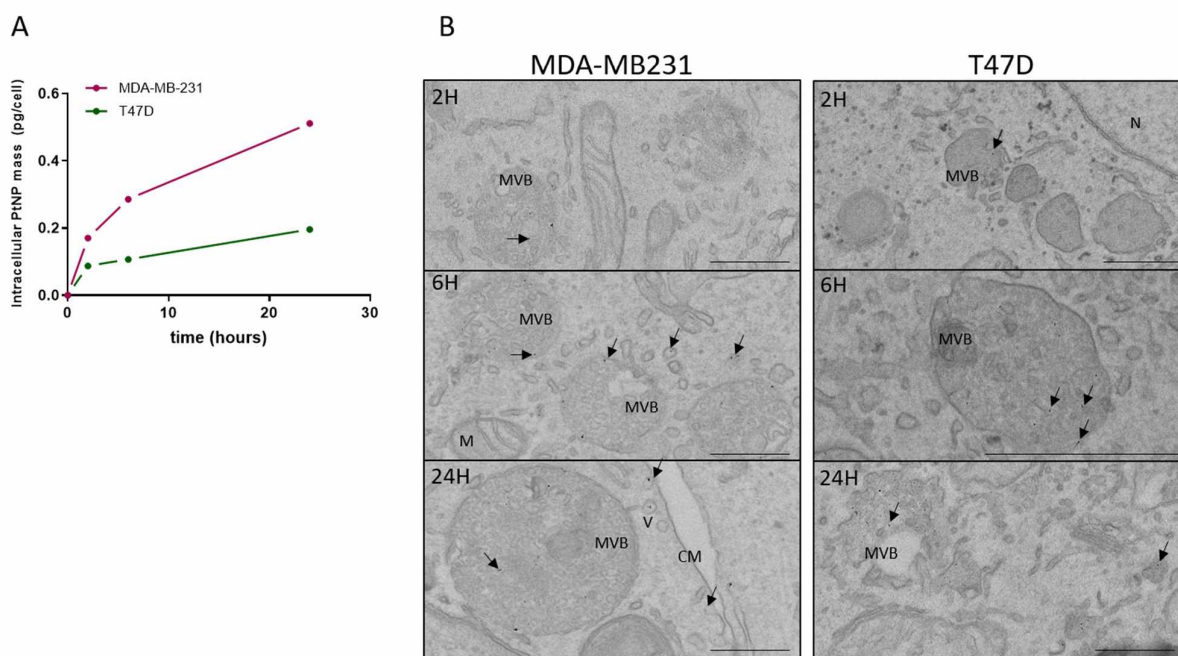 A
Intracellular PtNP mass (pg/cell)
MDA-MB-231
T47D
0.6
0.4
0.2
0.0
0
10
20
30
time (hours)
B
MDA-MB231
T47D
2H
MVB
2H
N
MVB
6H
MVB
MVB
M
6H
MVB
24H
V
MVB
CM
24H
MVB